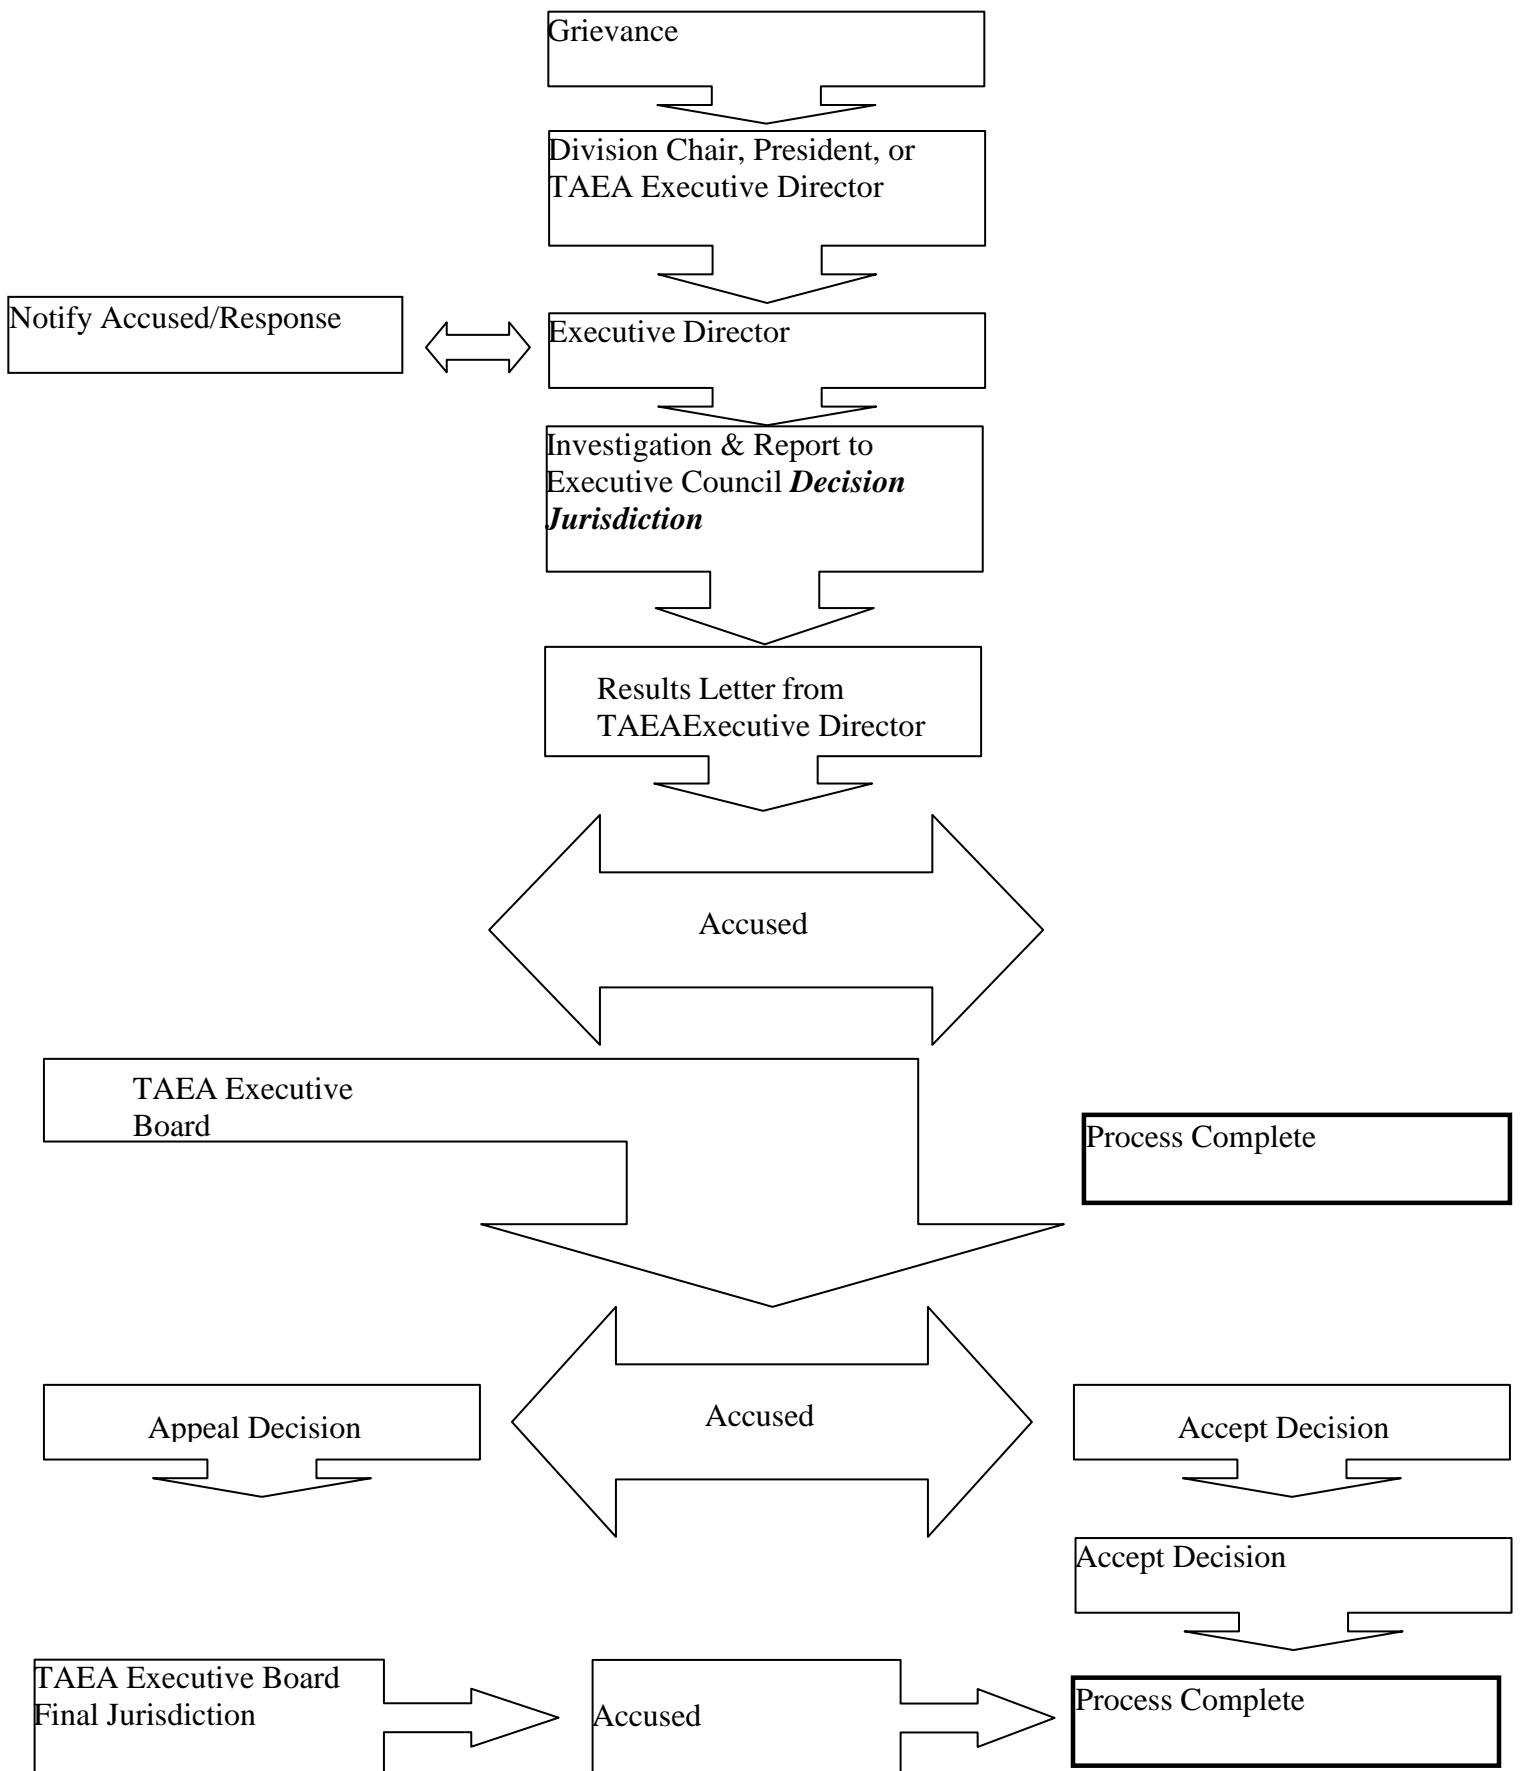 Grievance
Division Chair, President, or
TAEA Executive Director
Notify Accused/Response
Executive Director
Investigation & Report to
Executive Council Decision
Jurisdiction
Results Letter from
TAEAExecutive Director
Accused
TAEA Executive
Board
Process Complete
Appeal Decision
Accused
Accept Decision
Accept Decision
TAEA Executive Board
Final Jurisdiction
Accused
Process Complete